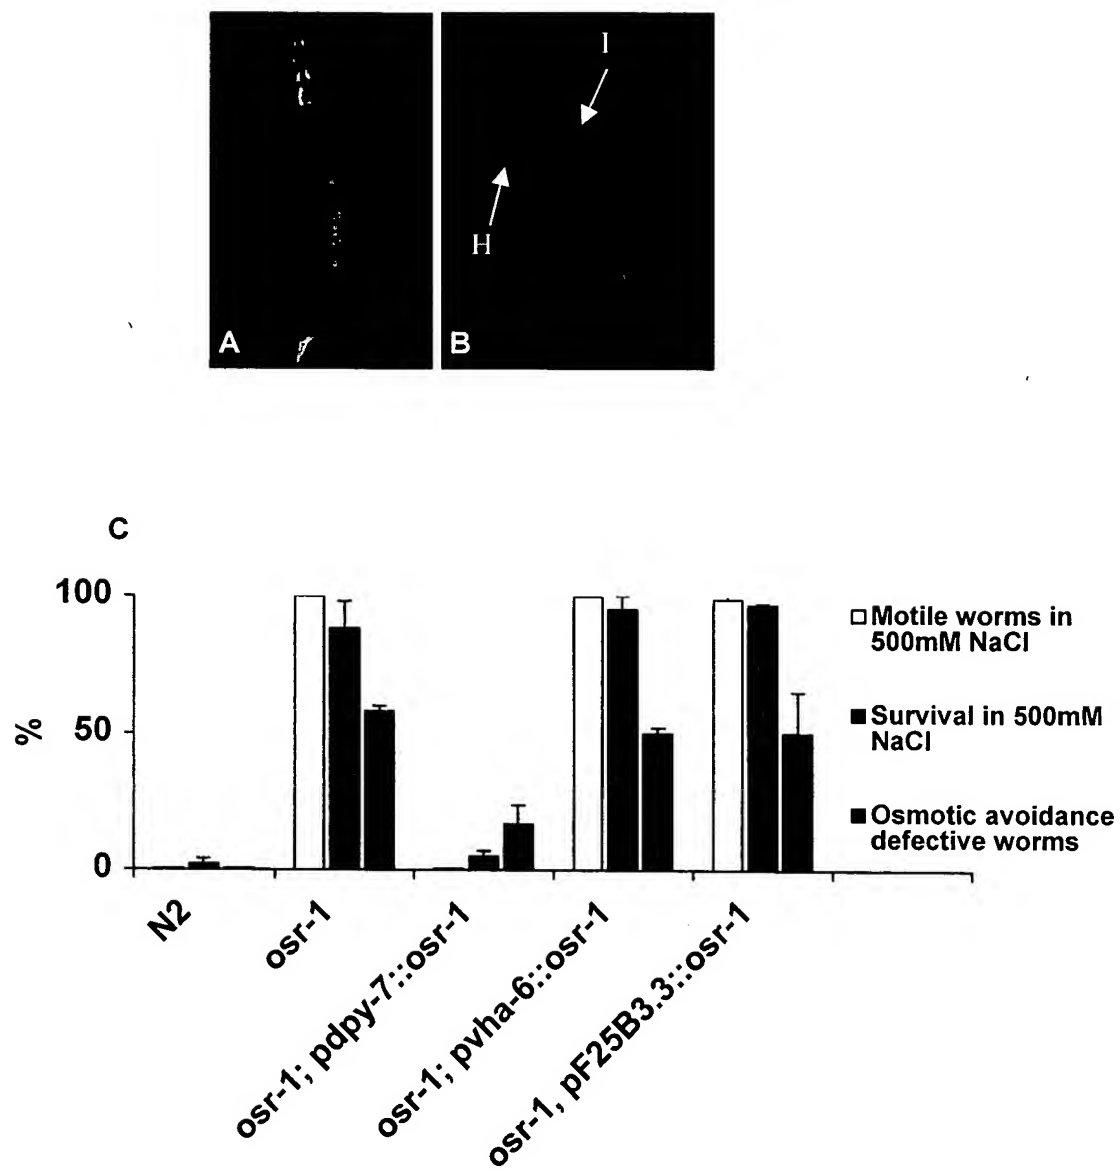 I
H
A
B
C
100
50
0
%
Motile worms in
500mM NaCl
Survival in 500mM
NaCl
Osmotic avoidance
defective worms
N2
osr-1
osr-1; pdpy-7::osr-1
osr-1; pvha-6::osr-1
osr-1, pF25B3.3::osr-1